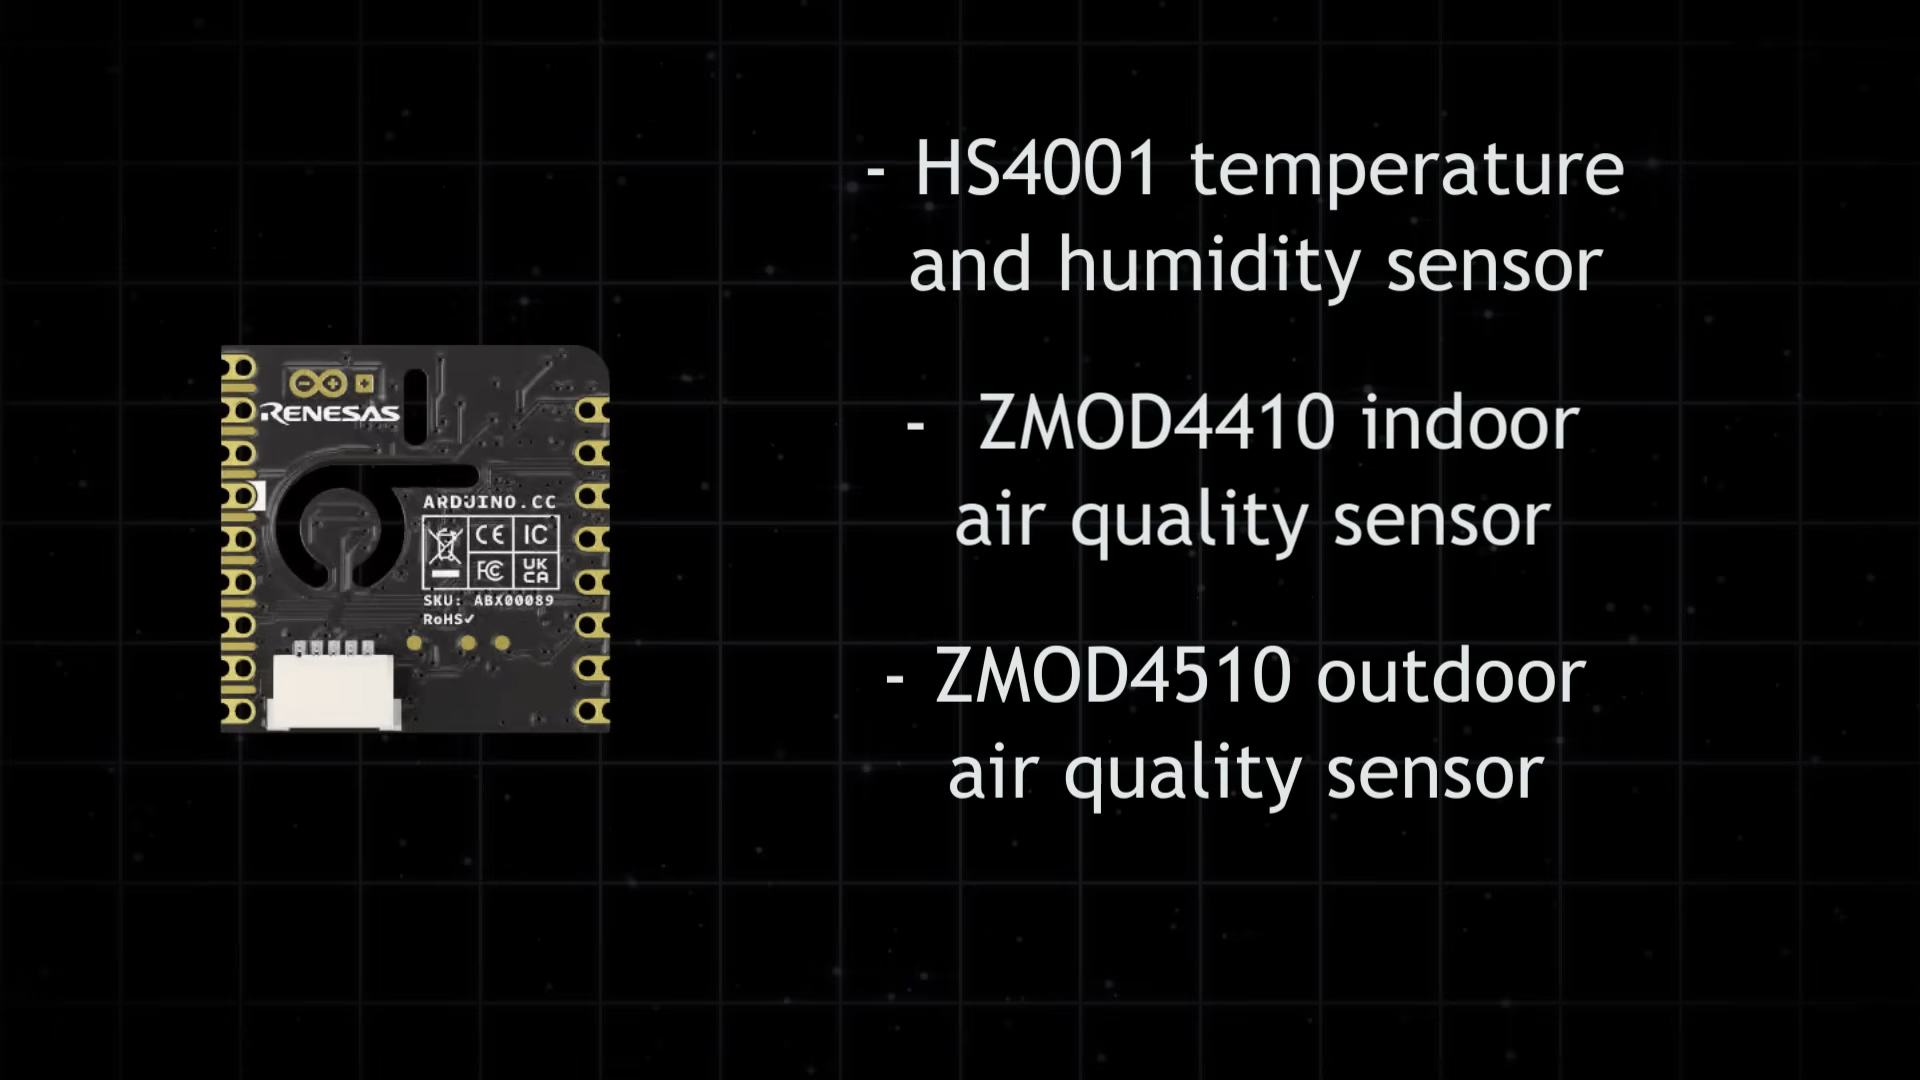 - HS4001 temperature
and humidity sensor
-  ZMOD4410 indoor
air quality sensor
- ZMOD4510 outdoor
air quality sensor
RENESAS
ARDUINO.CC
CE IC
FC UK
CA
SKU: ABX00089
RoHS✓